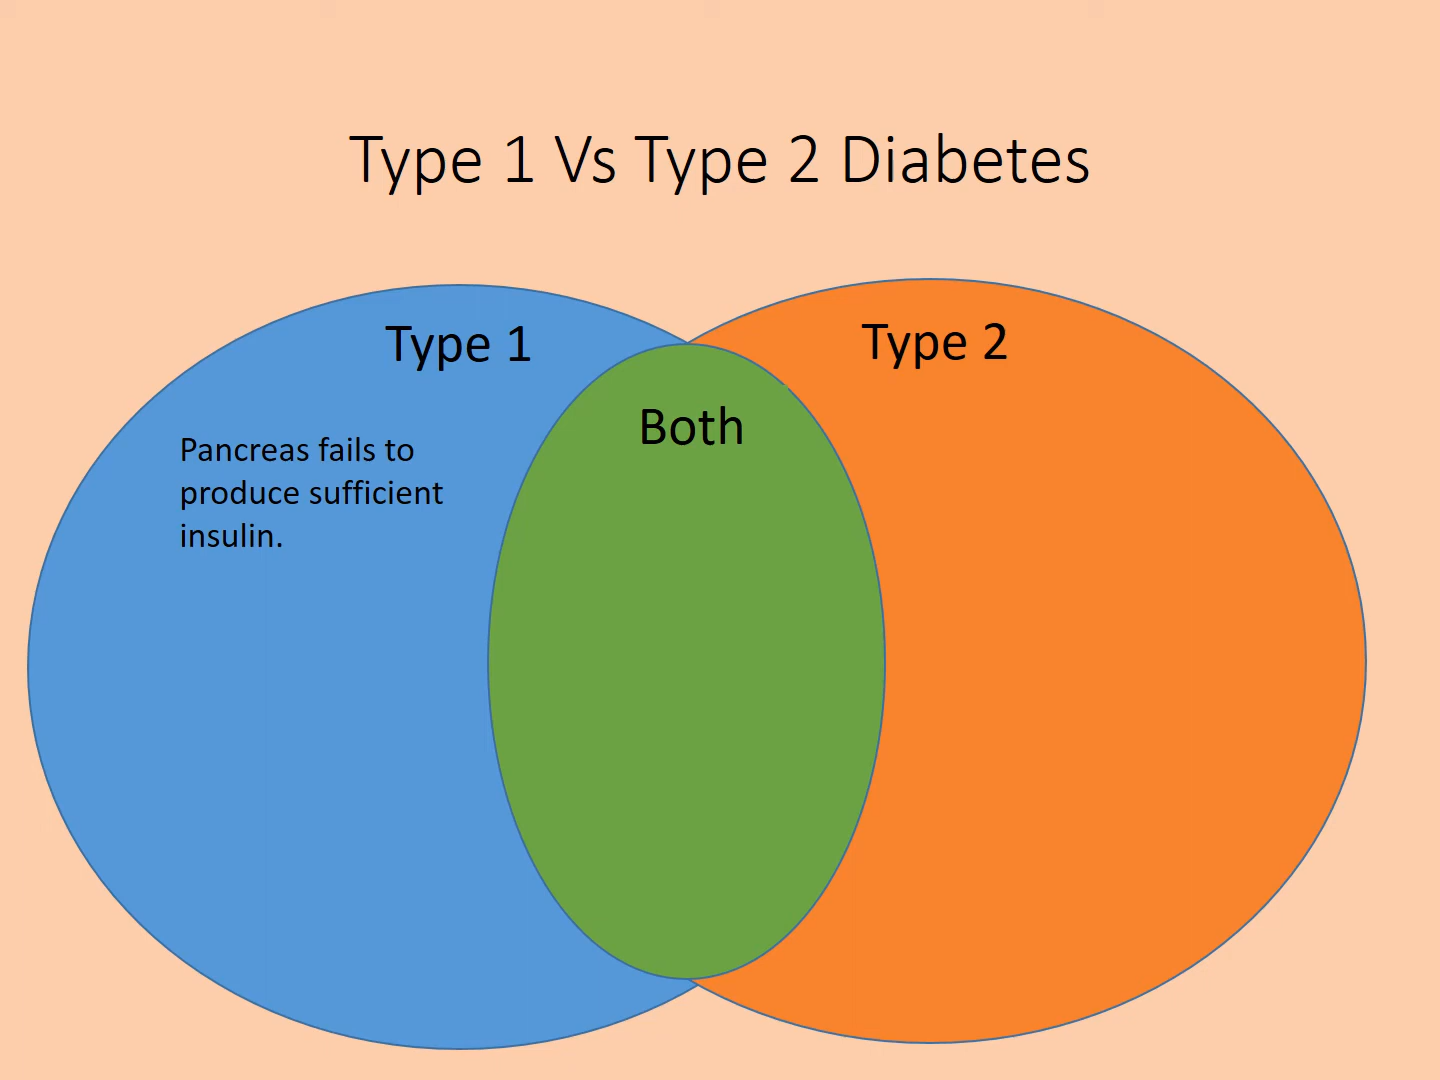 Type 1 Vs Type 2 Diabetes
Type 1
Type 2
Both
Pancreas fails to
produce sufficient
insulin.